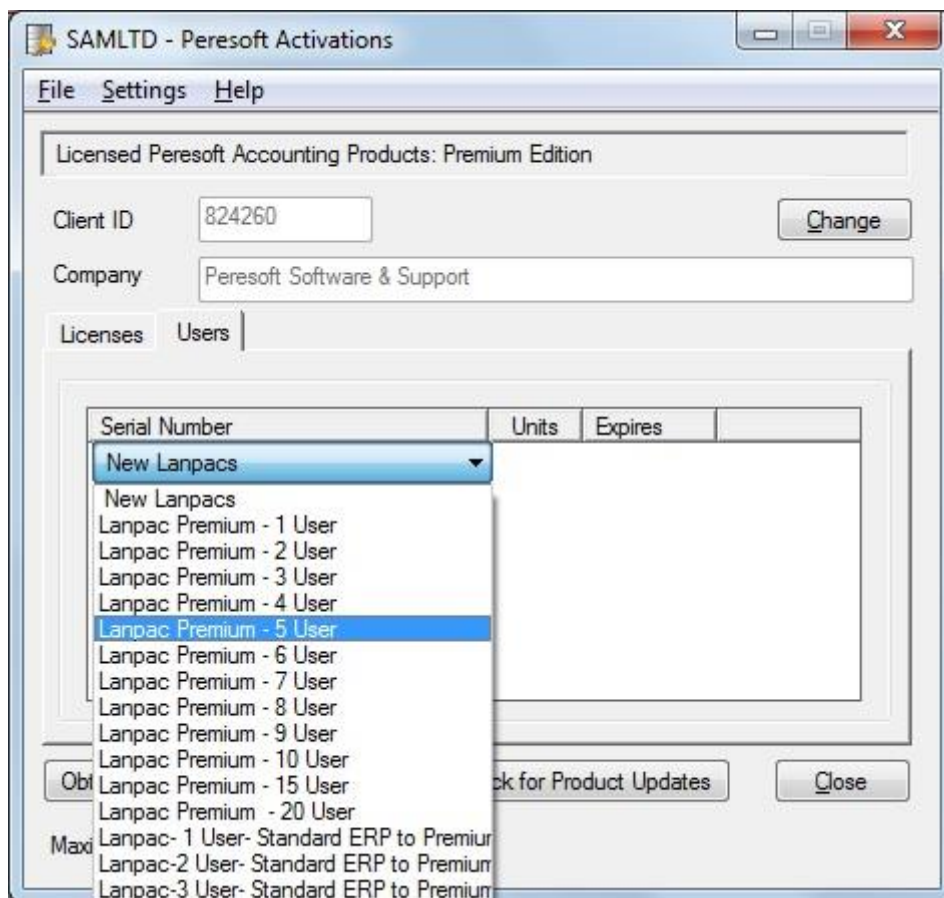 SAMLTD - Peresoft Activations
File Settings Help
Licensed Peresoft Accounting Products: Premium Edition
Client ID 824260 Change
Company Peresoft Software & Support
Licenses Users
Serial Number Units Expires
New Lanpacs
New Lanpacs
Lanpac Premium - 1 User
Lanpac Premium - 2 User
Lanpac Premium - 3 User
Lanpac Premium - 4 User
Lanpac Premium - 5 User
Lanpac Premium - 6 User
Lanpac Premium - 7 User
Lanpac Premium - 8 User
Lanpac Premium - 9 User
Lanpac Premium - 10 User
Lanpac Premium - 15 User
Lanpac Premium - 20 User
Lanpac- 1 User- Standard ERP to Premium
Lanpac-2 User- Standard ERP to Premium
Lanpac-3 User- Standard ERP to Premium
for Product Updates Close